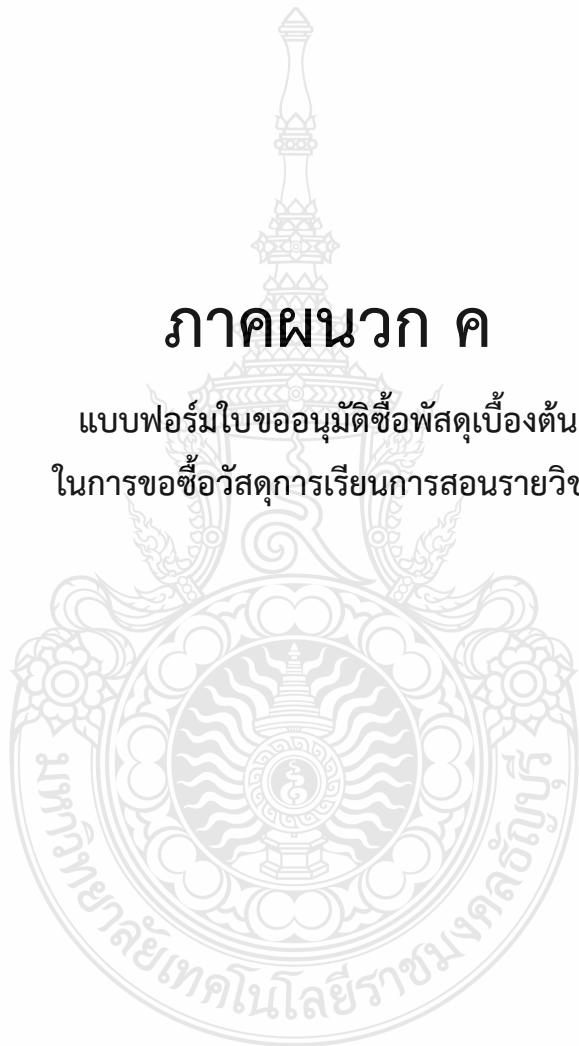 ภาคผนวก ค
แบบฟอร์มใบขออนุมัติซื้อพัสดุเบื้องต้น
ในการขอซื้อวัสดุการเรียนการสอนรายวิช
มหาวิทยาลัยเทคโนโลยีราชมงคลธัญบุรี